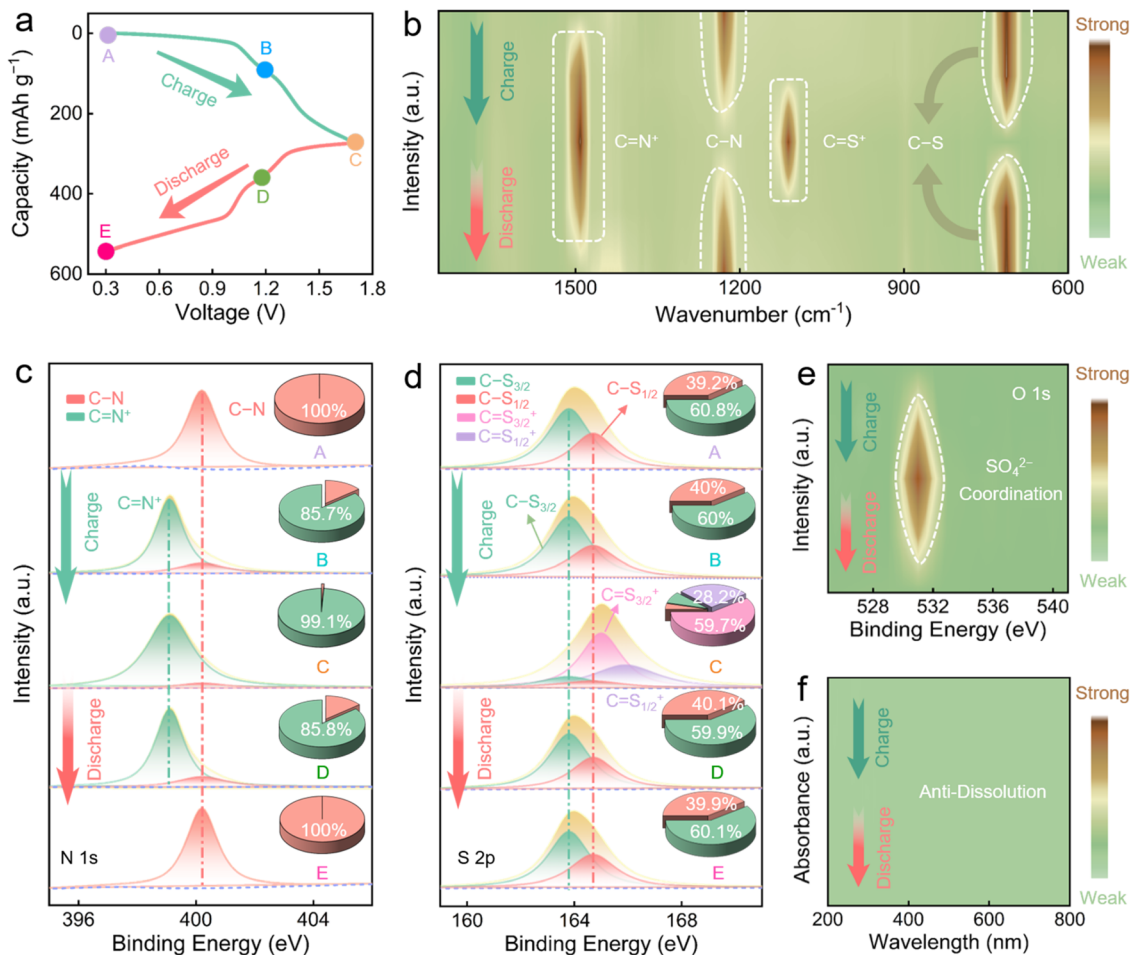 a
Capacity (mAh g⁻¹)
0
200
400
600
A
B
C
D
E
Charge
Discharge
0.3
0.6
0.9
1.2
1.5
1.8
Voltage (V)
b
Intensity (a.u.)
Charge
Discharge
C=N⁺
C–N
C=S⁺
C–S
1500
1200
900
600
Wavenumber (cm⁻¹)
Strong
Weak
c
Intensity (a.u.)
C–N
C=N⁺
C–N
100%
A
Charge
C=N⁺
85.7%
B
99.1%
C
Discharge
85.8%
D
100%
N 1s
E
396
400
404
Binding Energy (eV)
d
Intensity (a.u.)
C–S3/2
C–S1/2
C=S3/2⁺
C=S1/2⁺
C–S1/2
39.2%
60.8%
A
Charge
C–S3/2
40%
60%
B
C=S3/2⁺
28.2%
59.7%
C
C=S1/2⁺
Discharge
40.1%
59.9%
D
39.9%
60.1%
S 2p
E
160
164
168
Binding Energy (eV)
e
Intensity (a.u.)
Charge
Discharge
O 1s
SO₄²⁻
Coordination
528
532
536
540
Binding Energy (eV)
Strong
Weak
f
Absorbance (a.u.)
Charge
Discharge
Anti-Dissolution
200
400
600
800
Wavelength (nm)
Strong
Weak